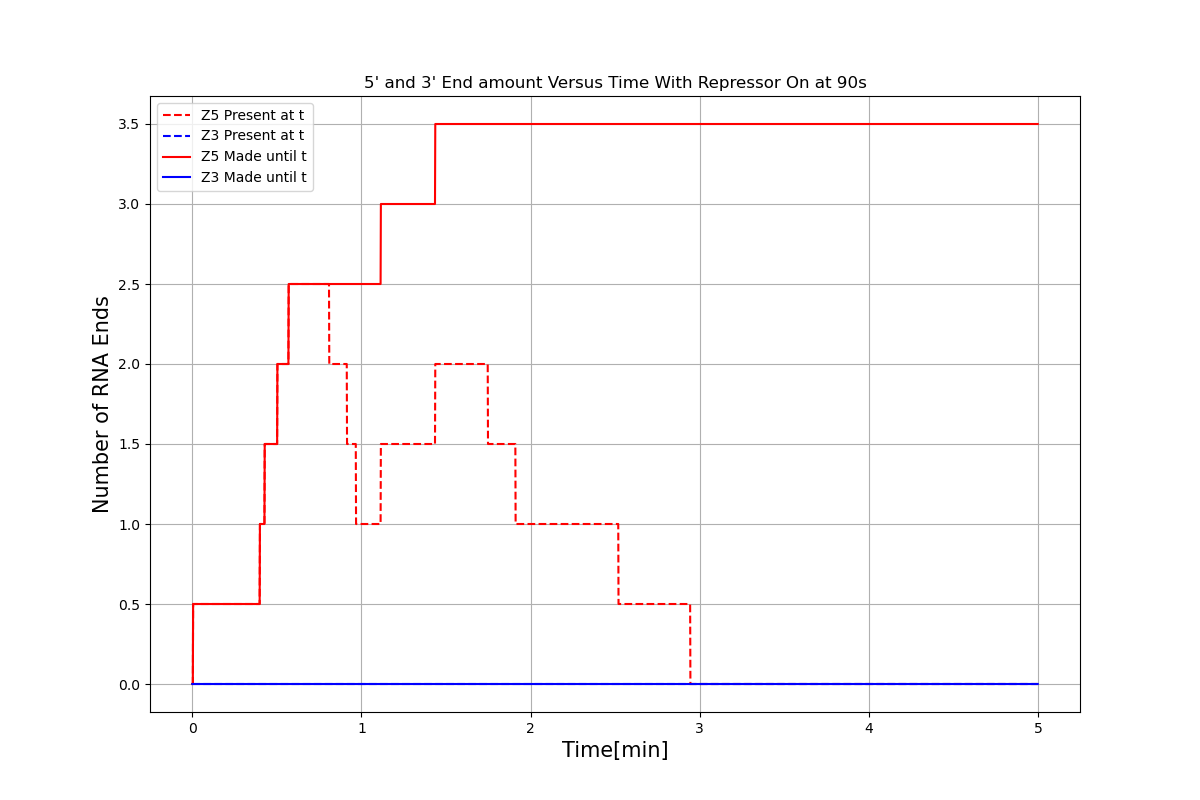 5' and 3' End amount Versus Time With Repressor On at 90s
Z5 Present at t
Z3 Present at t
Z5 Made until t
Z3 Made until t
Number of RNA Ends
3.5
3.0
2.5
2.0
1.5
1.0
0.5
0.0
0 1 2 3 4 5
Time[min]